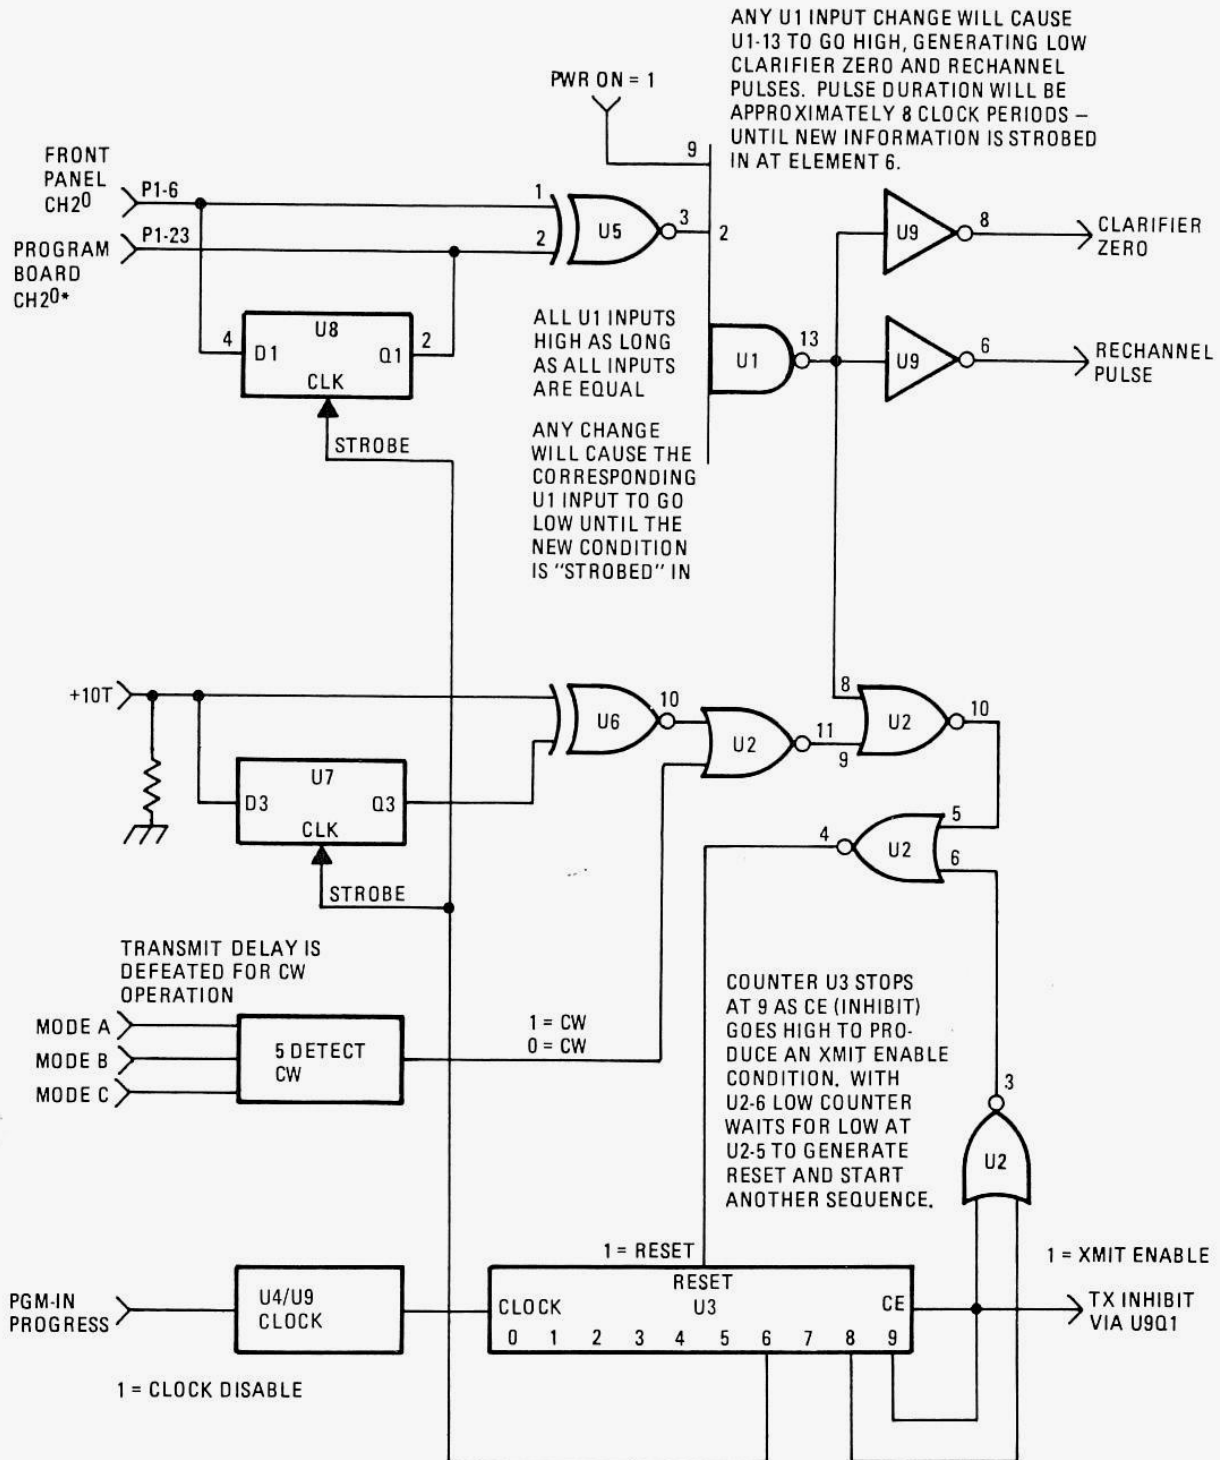 ANY U1 INPUT CHANGE WILL CAUSE
U1-13 TO GO HIGH, GENERATING LOW
CLARIFIER ZERO AND RECHANNEL
PULSES. PULSE DURATION WILL BE
APPROXIMATELY 8 CLOCK PERIODS –
UNTIL NEW INFORMATION IS STROBED
IN AT ELEMENT 6.
PWR ON = 1
9
FRONT
PANEL
CH2⁰
P1-6
1
U5
3
2
U9
8
CLARIFIER
ZERO
PROGRAM
BOARD
CH2⁰*
P1-23
2
U8
4
D1
Q1
2
CLK
STROBE
ALL U1 INPUTS
HIGH AS LONG
AS ALL INPUTS
ARE EQUAL
U1
13
U9
6
RECHANNEL
PULSE
ANY CHANGE
WILL CAUSE THE
CORRESPONDING
U1 INPUT TO GO
LOW UNTIL THE
NEW CONDITION
IS "STROBED" IN
+10T
U6
10
U2
11
8
9
U2
10
U7
D3
Q3
CLK
STROBE
4
U2
5
6
TRANSMIT DELAY IS
DEFEATED FOR CW
OPERATION
MODE A
MODE B
MODE C
5 DETECT
CW
1 = CW
0 = CW
COUNTER U3 STOPS
AT 9 AS CE (INHIBIT)
GOES HIGH TO PRO-
DUCE AN XMIT ENABLE
CONDITION. WITH
U2-6 LOW COUNTER
WAITS FOR LOW AT
U2-5 TO GENERATE
RESET AND START
ANOTHER SEQUENCE.
3
U2
1 = RESET
1 = XMIT ENABLE
PGM-IN
PROGRESS
U4/U9
CLOCK
RESET
CLOCK
U3
CE
0 1 2 3 4 5 6 7 8 9
TX INHIBIT
VIA U9Q1
1 = CLOCK DISABLE